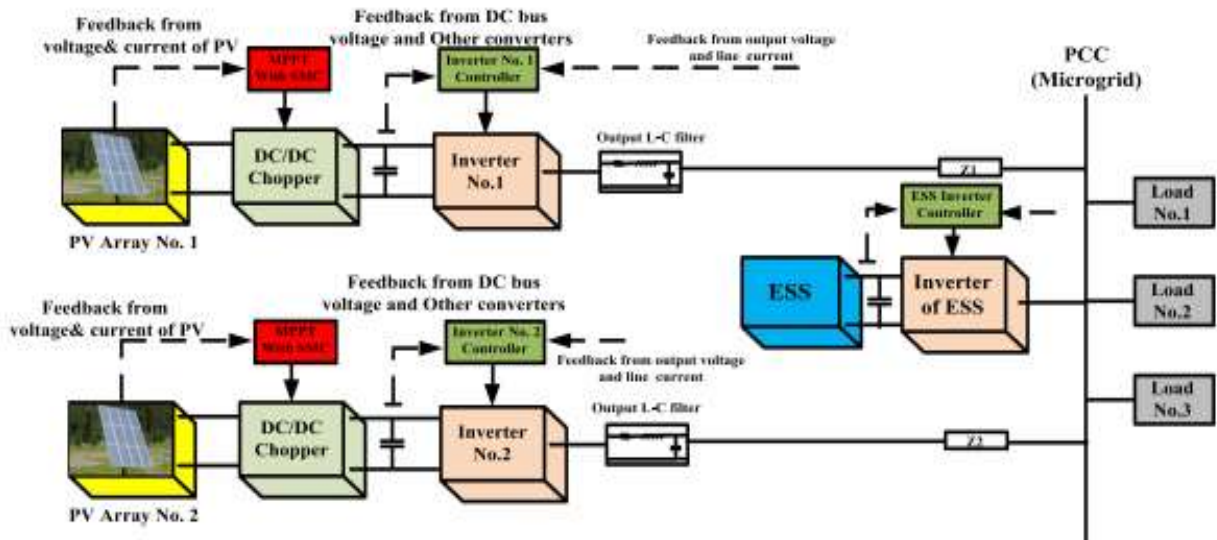 Feedback from
voltage& current of PV
Feedback from DC bus
voltage and Other converters
MPPT
With SMC
Inverter No. 1
Controller
Feedback from output voltage
and line current
PCC
(Microgrid)
DC/DC
Chopper
Inverter
No.1
Output L-C filter
Z1
PV Array No. 1
ESS Inverter
Controller
Load
No.1
ESS
Inverter
of ESS
Load
No.2
Feedback from
voltage& current of PV
Feedback from DC bus
voltage and Other converters
MPPT
With SMC
Inverter No. 2
Controller
Feedback from output voltage
and line current
Load
No.3
DC/DC
Chopper
Inverter
No.2
Output L-C filter
Z2
PV Array No. 2